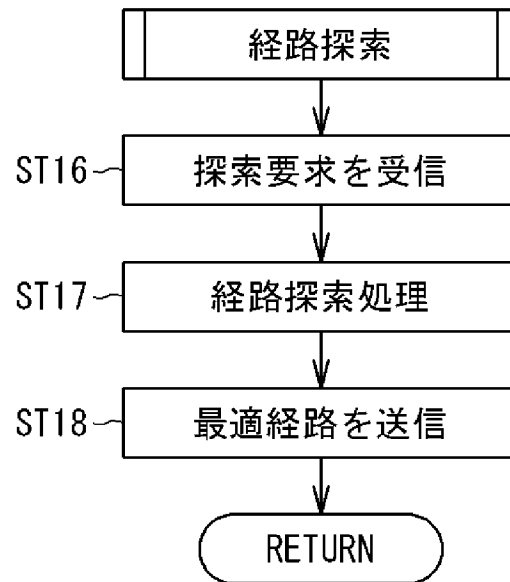 経路探索
ST16 探索要求を受信
ST17 経路探索処理
ST18 最適経路を送信
RETURN